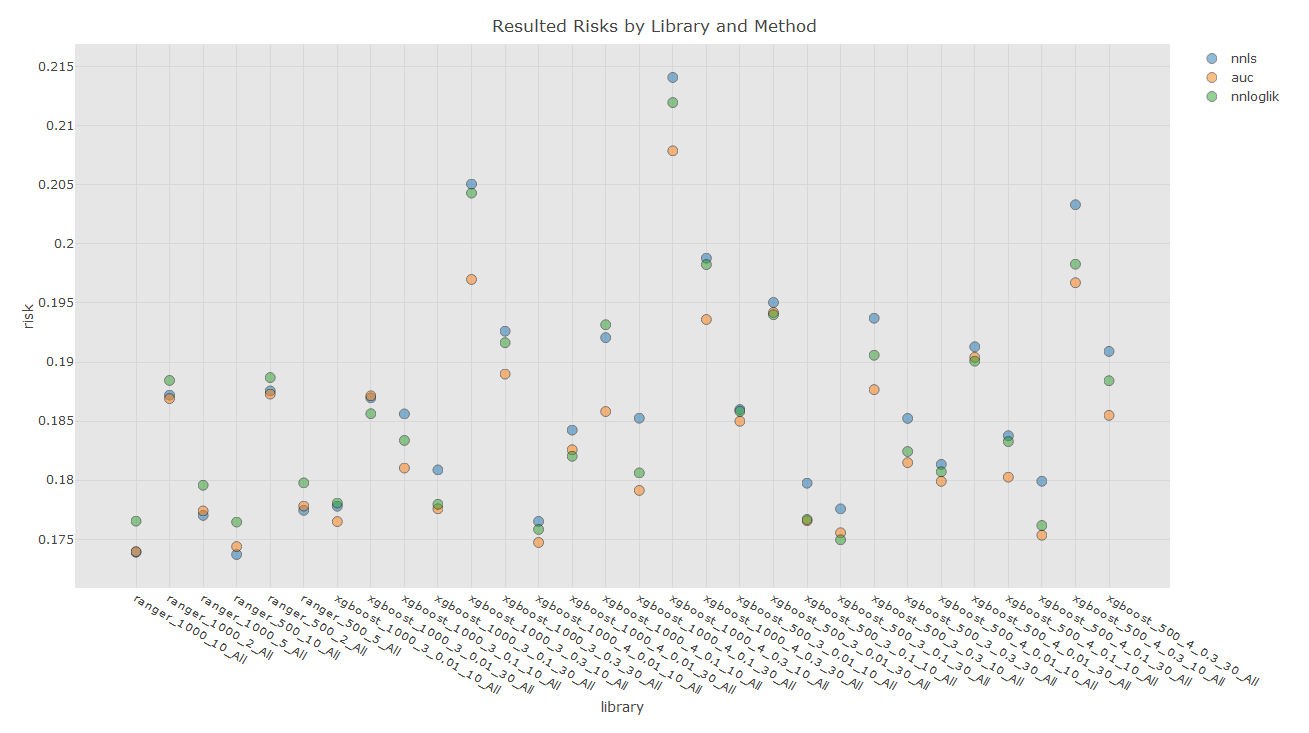 Resulted Risks by Library and Method
nnls
auc
nnloglik
0.215
0.21
0.205
0.2
0.195
0.19
0.185
0.18
0.175
risk
ranger_1000_10_All
ranger_1000_2_All
ranger_1000_5_All
ranger_500_10_All
ranger_500_2_All
ranger_500_5_All
xgboost_1000_3_0.01_10_All
xgboost_1000_3_0.01_30_All
xgboost_1000_3_0.1_10_All
xgboost_1000_3_0.1_30_All
xgboost_1000_3_0.3_10_All
xgboost_1000_3_0.3_30_All
xgboost_1000_4_0.01_10_All
xgboost_1000_4_0.01_30_All
xgboost_1000_4_0.1_10_All
xgboost_1000_4_0.1_30_All
xgboost_1000_4_0.3_10_All
xgboost_1000_4_0.3_30_All
xgboost_500_3_0.01_10_All
xgboost_500_3_0.01_30_All
xgboost_500_3_0.1_10_All
xgboost_500_3_0.1_30_All
xgboost_500_3_0.3_10_All
xgboost_500_3_0.3_30_All
xgboost_500_4_0.01_10_All
xgboost_500_4_0.01_30_All
xgboost_500_4_0.1_10_All
xgboost_500_4_0.1_30_All
xgboost_500_4_0.3_10_All
xgboost_500_4_0.3_30_All
library